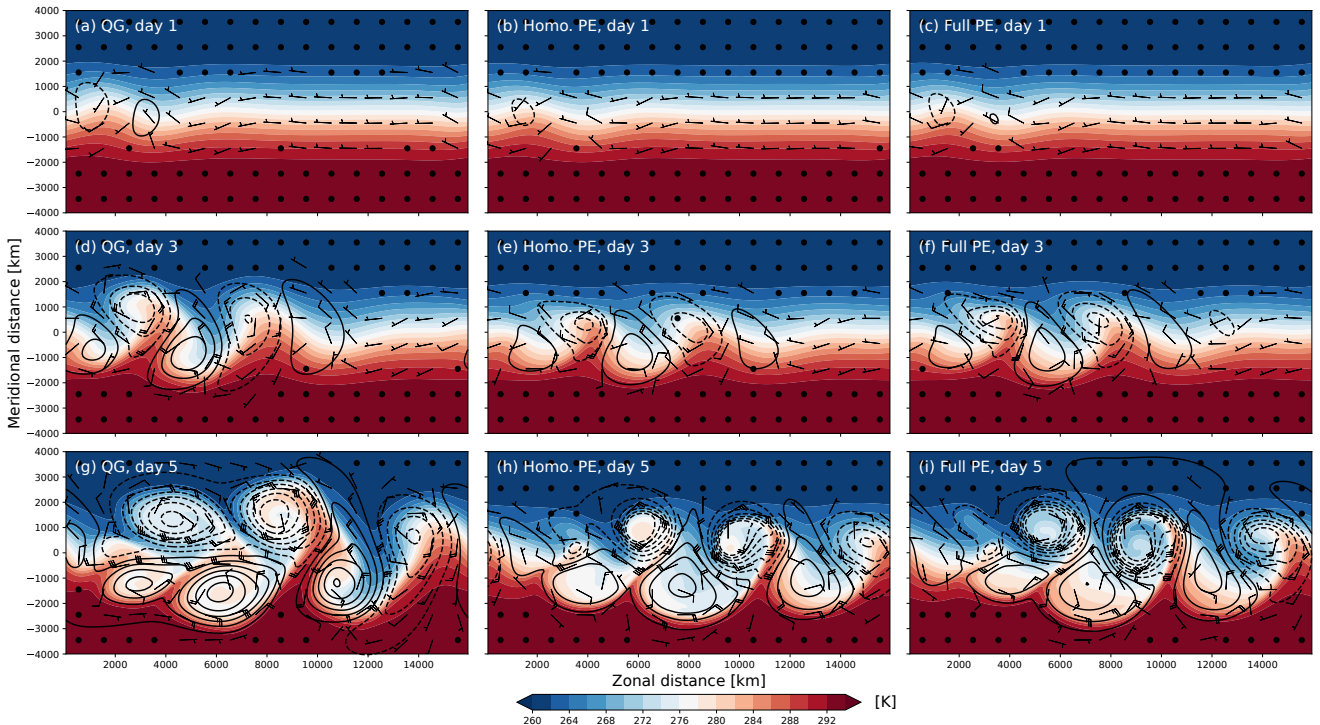 (a) QG, day 1
(b) Homo. PE, day 1
(c) Full PE, day 1
4000
3000
2000
1000
0
−1000
−2000
−3000
−4000
(d) QG, day 3
(e) Homo. PE, day 3
(f) Full PE, day 3
4000
3000
2000
1000
0
−1000
−2000
−3000
−4000
Meridional distance [km]
(g) QG, day 5
(h) Homo. PE, day 5
(i) Full PE, day 5
4000
3000
2000
1000
0
−1000
−2000
−3000
−4000
2000 4000 6000 8000 10000 12000 14000
2000 4000 6000 8000 10000 12000 14000
2000 4000 6000 8000 10000 12000 14000
Zonal distance [km]
[K]
260 264 268 272 276 280 284 288 292